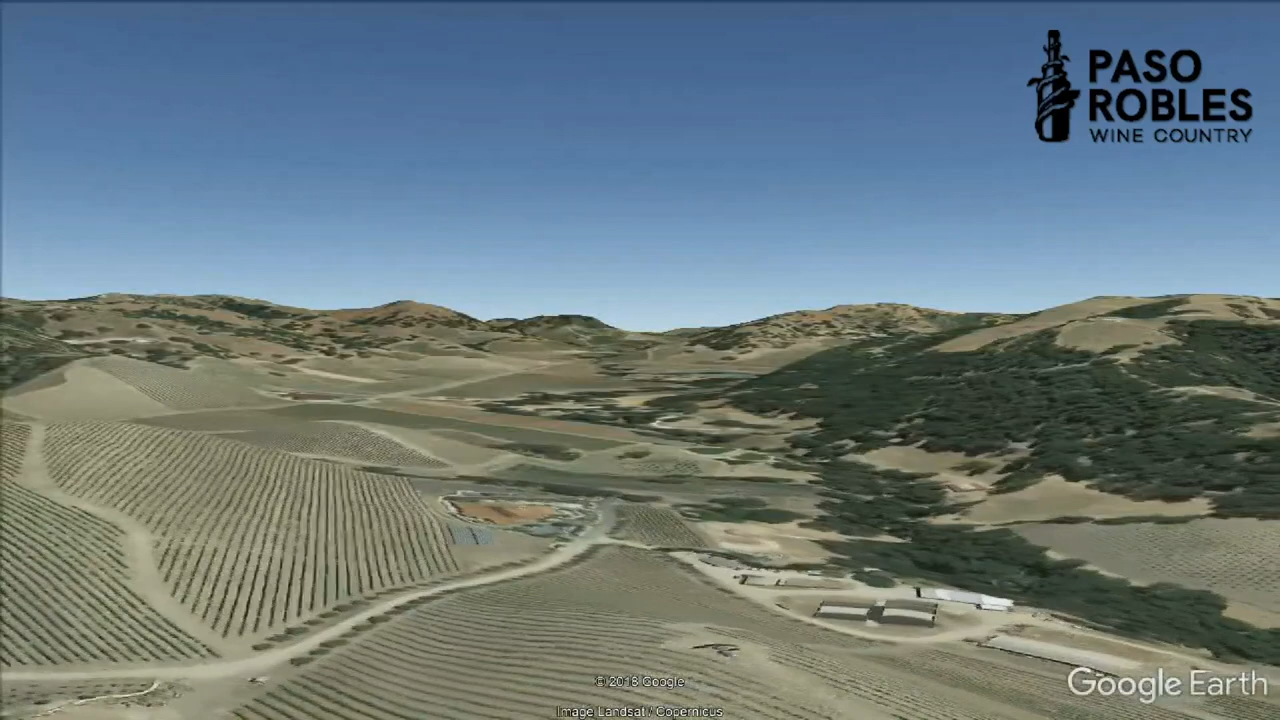 PASO
ROBLES
WINE COUNTRY
© 2018 Google
Image Landsat / Copernicus
Google Earth